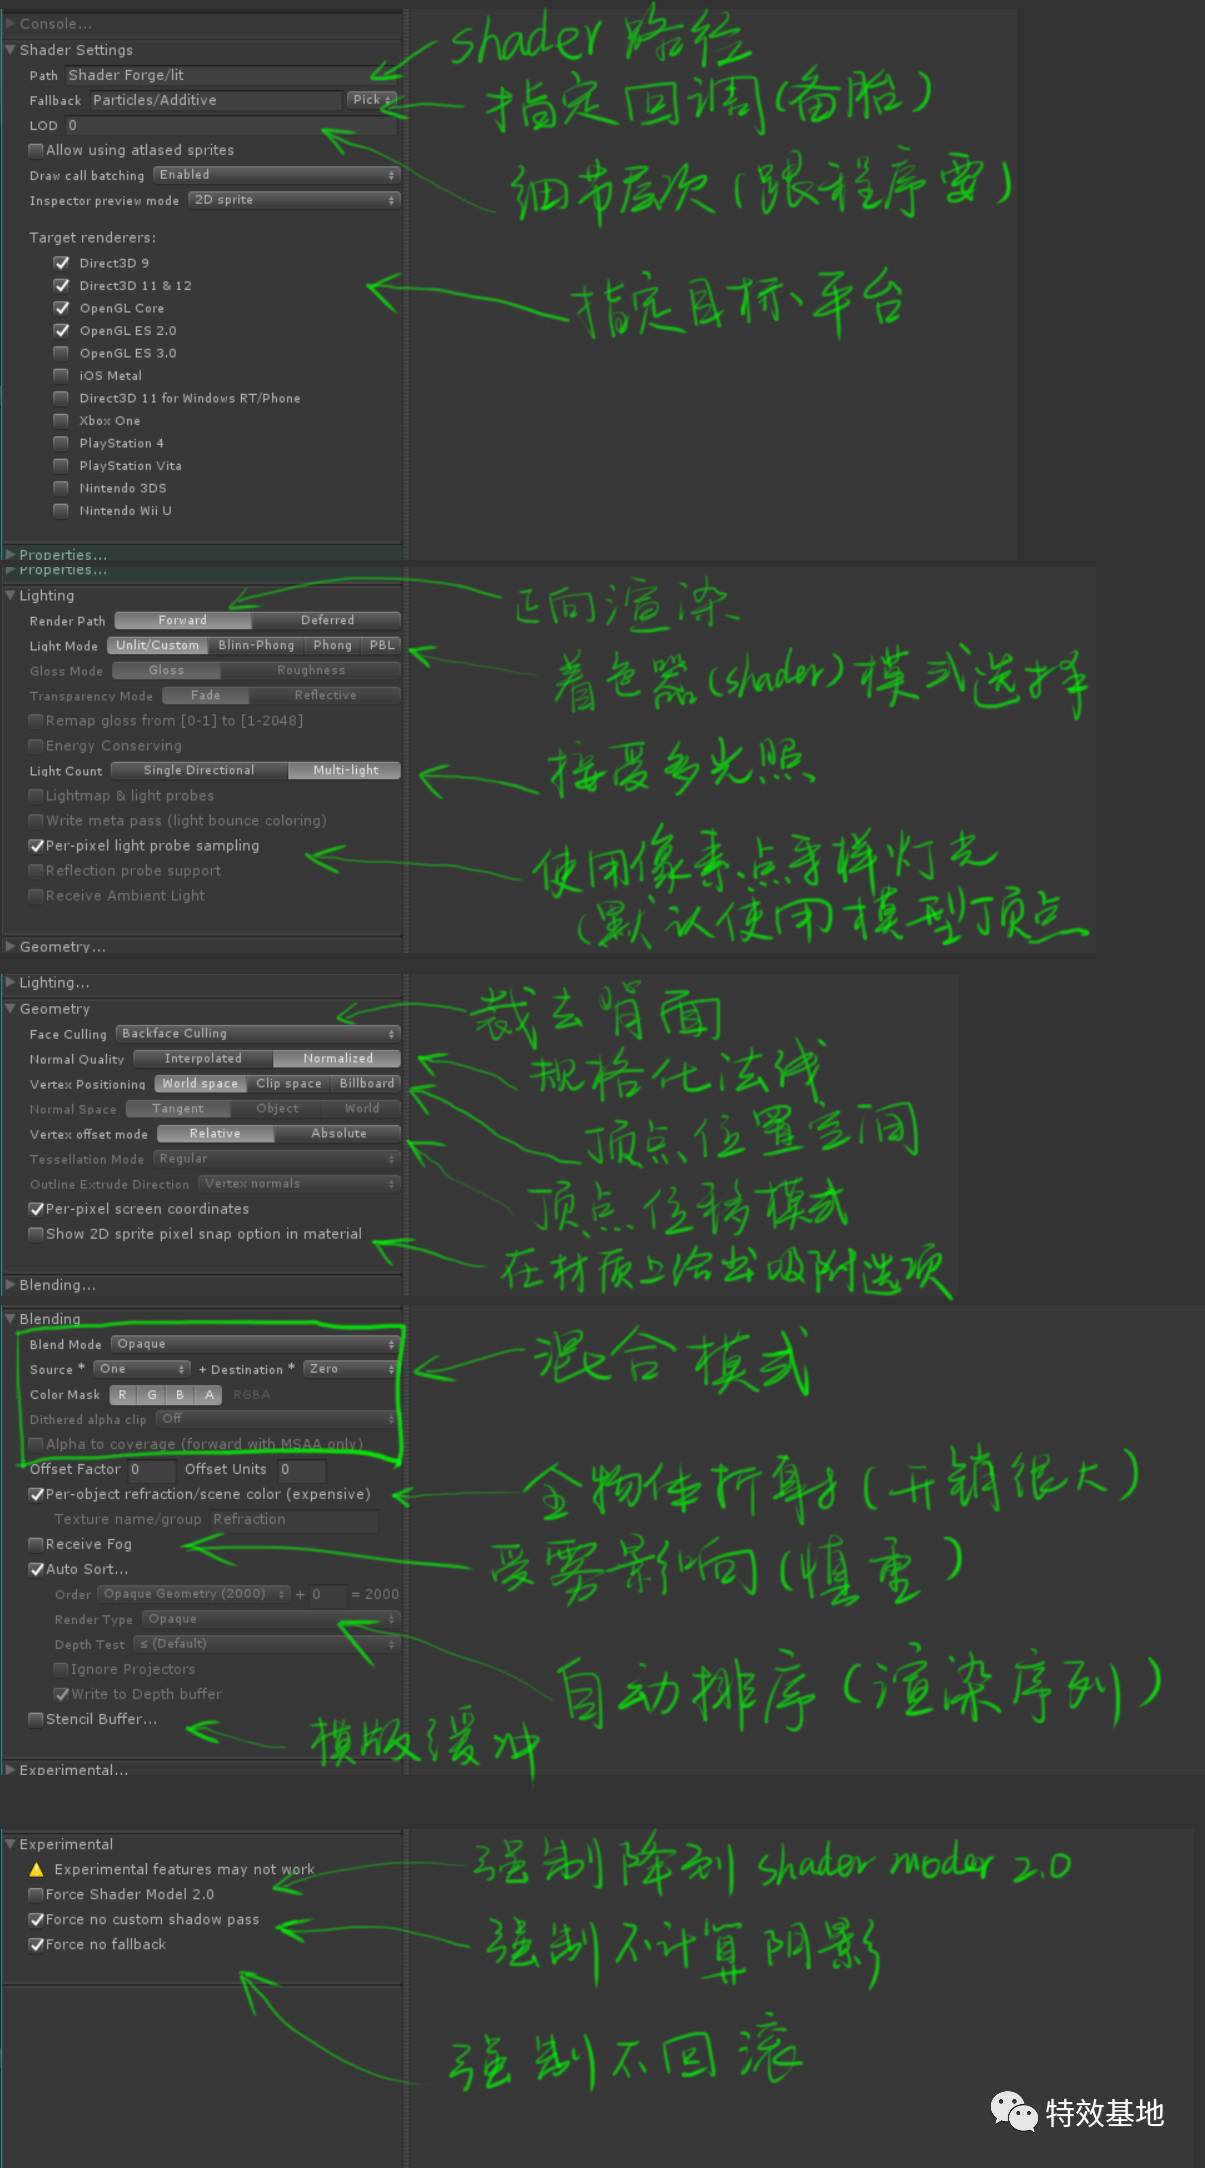 Console...
Shader Settings
shader 路径
Path Shader Forge/lit
Fallback Particles/Additive Pick
指定回调(备胎)
LOD 0
Allow using atlased sprites
细节层次(跟程序要)
Draw call batching Enabled
Inspector preview mode 2D sprite
Target renderers:
Direct3D 9
Direct3D 11 & 12
指定目标平台
OpenGL Core
OpenGL ES 2.0
OpenGL ES 3.0
iOS Metal
Direct3D 11 for Windows RT/Phone
Xbox One
PlayStation 4
PlayStation Vita
Nintendo 3DS
Nintendo Wii U
Properties...
Properties...
Lighting
正向渲染
Render Path Forward Deferred
Light Mode Unlit/Custom Blinn-Phong Phong PBL
着色器(shader)模式选择
Gloss Mode Gloss Roughness
Transparency Mode Fade Reflective
Remap gloss from [0-1] to [1-2048]
Energy Conserving
Light Count Single Directional Multi-light
接受多光照
Lightmap & light probes
Write meta pass (light bounce coloring)
Per-pixel light probe sampling
使用像素点采样灯光
(默认使用模型顶点
Reflection probe support
Receive Ambient Light
Geometry...
Lighting...
Geometry
裁去背面
Face Culling Backface Culling
Normal Quality Interpolated Normalized
规格化法线
Vertex Positioning World space Clip space Billboard
顶点位置空间
Normal Space Tangent Object World
Vertex offset mode Relative Absolute
顶点位移模式
Tessellation Mode Regular
Outline Extrude Direction Vertex normals
Per-pixel screen coordinates
Show 2D sprite pixel snap option in material
在材质上给出吸附选项
Blending...
Blending
Blend Mode Opaque
混合模式
Source * One + Destination * Zero
Color Mask R G B A RGBA
Dithered alpha clip Off
Alpha to coverage (forward with MSAA only)
Offset Factor 0 Offset Units 0
Per-object refraction/scene color (expensive)
全物体折射(开销很大)
Texture name/group Refraction
Receive Fog
受雾影响(慎重)
Auto Sort...
Order Opaque Geometry (2000) + 0 = 2000
Render Type Opaque
Depth Test ≤ (Default)
Ignore Projectors
自动排序(渲染序列)
Write to Depth buffer
Stencil Buffer...
模版缓冲
Experimental...
Experimental
Experimental features may not work
强制降到 shader moder 2.0
Force Shader Model 2.0
Force no custom shadow pass
强制不计算阴影
Force no fallback
强制不回滚
特效基地